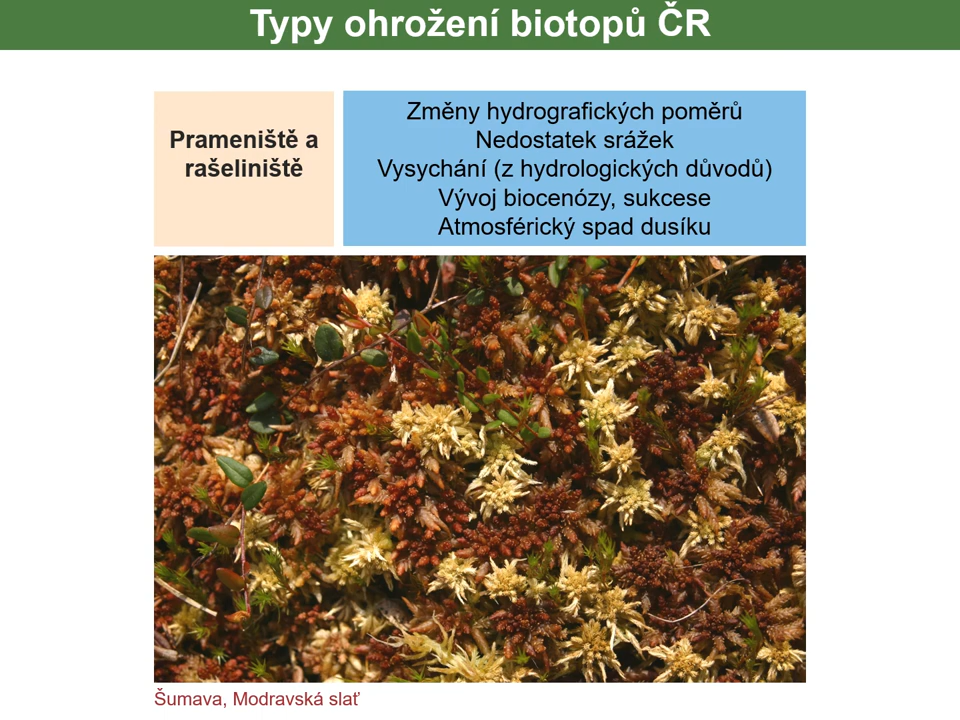 Typy ohrožení biotopů ČR
Prameniště a
rašeliniště
Změny hydrografických poměrů
Nedostatek srážek
Vysychání (z hydrologických důvodů)
Vývoj biocenózy, sukcese
Atmosférický spad dusíku
Šumava, Modravská slať